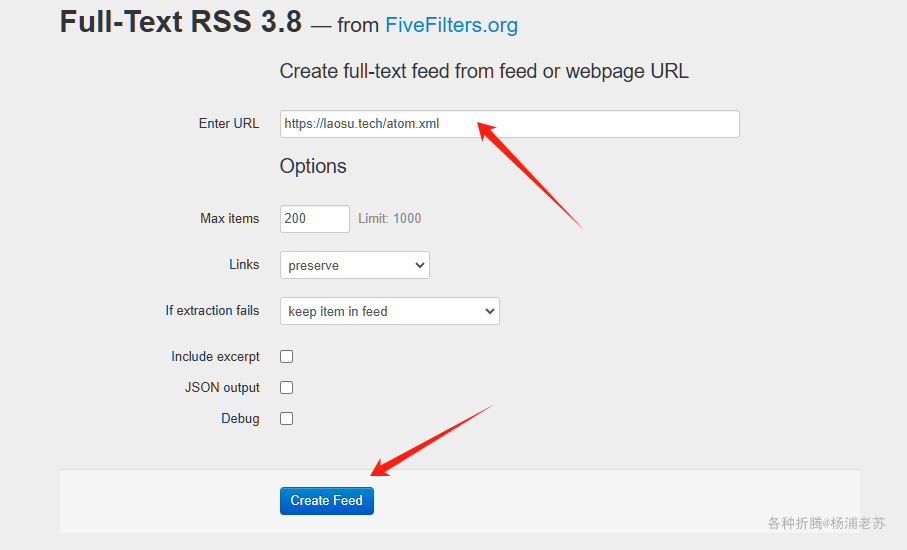 Full-Text RSS 3.8 — from FiveFilters.org
Create full-text feed from feed or webpage URL
Enter URL https://laosu.tech/atom.xml
Options
Max items 200 Limit: 1000
Links preserve
If extraction fails keep item in feed
Include excerpt
JSON output
Debug
Create Feed
各种折腾@杨浦老苏